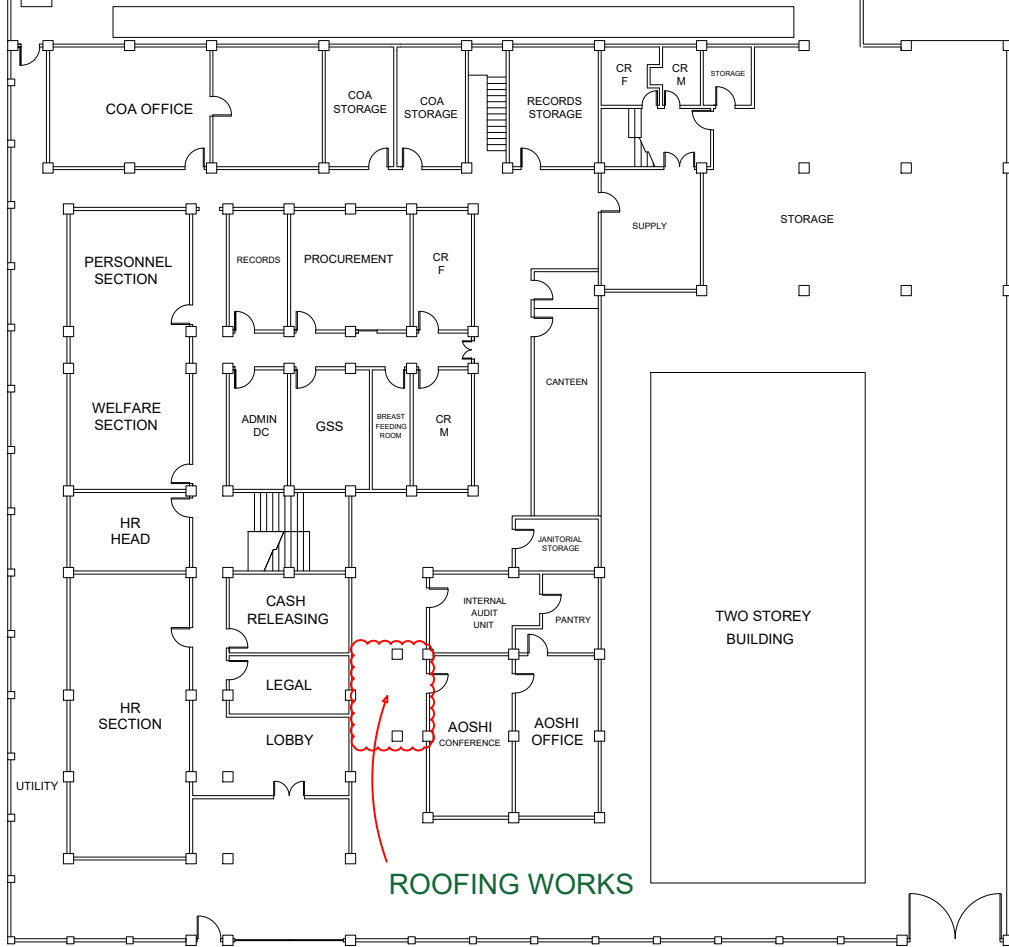 COA OFFICE
COA
STORAGE
COA
STORAGE
RECORDS
STORAGE
CR
F
CR
M
STORAGE
SUPPLY
STORAGE
PERSONNEL
SECTION
RECORDS
PROCUREMENT
CR
F
WELFARE
SECTION
ADMIN
DC
GSS
BREAST
FEEDING
ROOM
CR
M
CANTEEN
HR
HEAD
JANITORIAL
STORAGE
CASH
RELEASING
INTERNAL
AUDIT
UNIT
PANTRY
TWO STOREY
BUILDING
LEGAL
HR
SECTION
LOBBY
AOSHI
CONFERENCE
AOSHI
OFFICE
UTILITY
ROOFING WORKS